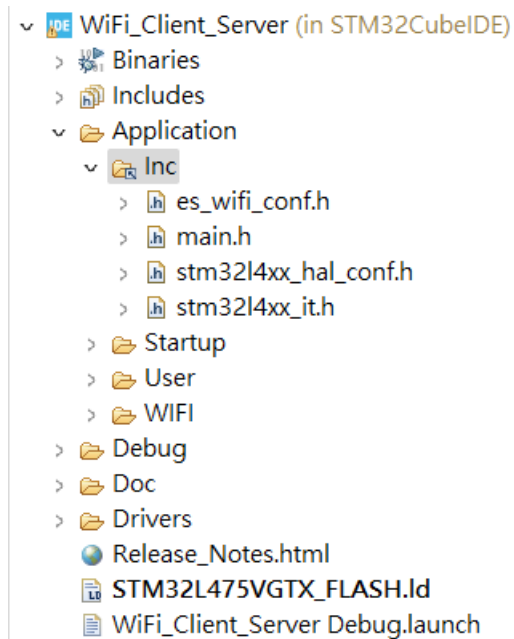 WiFi_Client_Server (in STM32CubeIDE)
Binaries
Includes
Application
Inc
es_wifi_conf.h
main.h
stm32l4xx_hal_conf.h
stm32l4xx_it.h
Startup
User
WIFI
Debug
Doc
Drivers
Release_Notes.html
STM32L475VGTX_FLASH.ld
WiFi_Client_Server Debug.launch